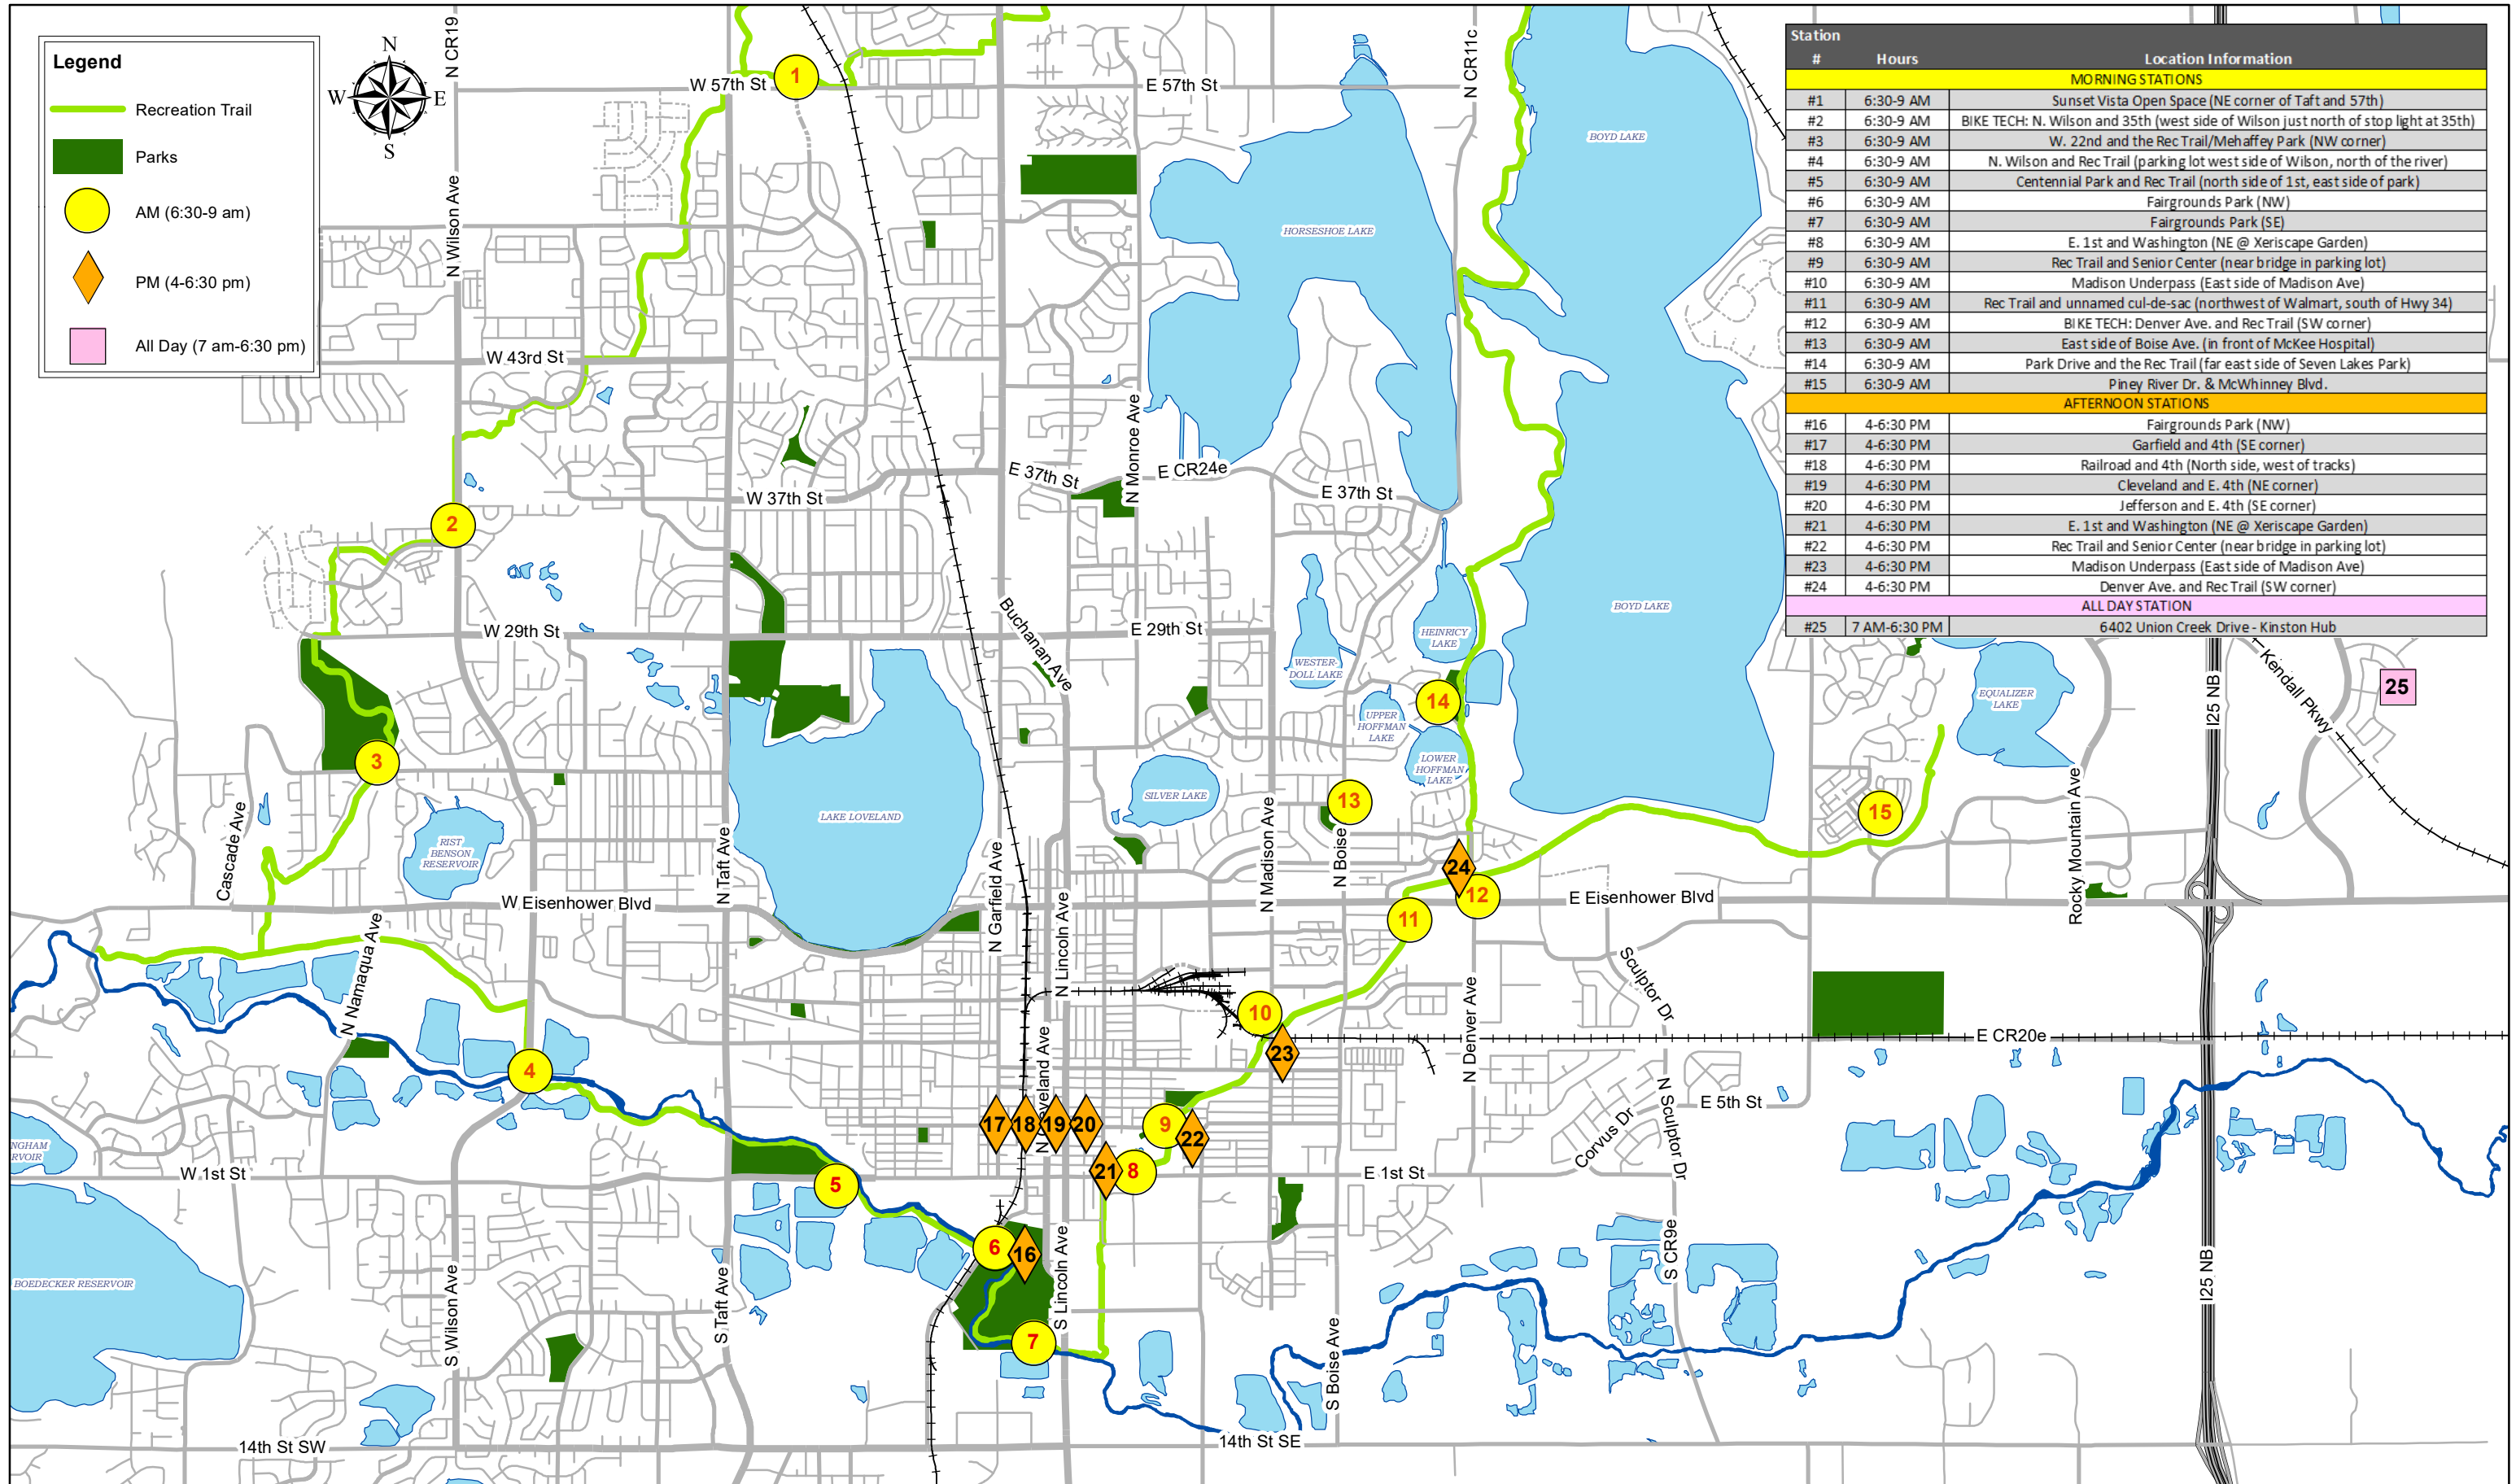 Legend
Recreation Trail
Parks
AM (6:30-9 am)
PM (4-6:30 pm)
All Day (7 am-6:30 pm)
N
W E
S
Station
# Hours Location Information
MORNING STATIONS
#1 6:30-9 AM Sunset Vista Open Space (NE corner of Taft and 57th)
#2 6:30-9 AM BIKE TECH: N. Wilson and 35th (west side of Wilson just north of stop light at 35th)
#3 6:30-9 AM W. 22nd and the Rec Trail/Mehaffey Park (NW corner)
#4 6:30-9 AM N. Wilson and Rec Trail (parking lot west side of Wilson, north of the river)
#5 6:30-9 AM Centennial Park and Rec Trail (north side of 1st, east side of park)
#6 6:30-9 AM Fairgrounds Park (NW)
#7 6:30-9 AM Fairgrounds Park (SE)
#8 6:30-9 AM E. 1st and Washington (NE @ Xeriscape Garden)
#9 6:30-9 AM Rec Trail and Senior Center (near bridge in parking lot)
#10 6:30-9 AM Madison Underpass (East side of Madison Ave)
#11 6:30-9 AM Rec Trail and unnamed cul-de-sac (northwest of Walmart, south of Hwy 34)
#12 6:30-9 AM BIKE TECH: Denver Ave. and Rec Trail (SW corner)
#13 6:30-9 AM East side of Boise Ave. (in front of McKee Hospital)
#14 6:30-9 AM Park Drive and the Rec Trail (far east side of Seven Lakes Park)
#15 6:30-9 AM Piney River Dr. & McWhinney Blvd.
AFTERNOON STATIONS
#16 4-6:30 PM Fairgrounds Park (NW)
#17 4-6:30 PM Garfield and 4th (SE corner)
#18 4-6:30 PM Railroad and 4th (North side, west of tracks)
#19 4-6:30 PM Cleveland and E. 4th (NE corner)
#20 4-6:30 PM Jefferson and E. 4th (SE corner)
#21 4-6:30 PM E. 1st and Washington (NE @ Xeriscape Garden)
#22 4-6:30 PM Rec Trail and Senior Center (near bridge in parking lot)
#23 4-6:30 PM Madison Underpass (East side of Madison Ave)
#24 4-6:30 PM Denver Ave. and Rec Trail (SW corner)
ALL DAY STATION
#25 7 AM-6:30 PM 6402 Union Creek Drive - Kinston Hub
N CR19
N CR11c
1
W 57th St
E 57th St
BOYD LAKE
N Wilson Ave
HORSESHOE LAKE
W 43rd St
N Monroe Ave
E 37th St
E CR24e
W 37th St
E 37th St
2
BOYD LAKE
Buchanan Ave
W 29th St
E 29th St
HEINRICY
LAKE
WESTER-
DOLL LAKE
Kendall Pkwy
I25 NB
25
EQUALIZER
LAKE
14
UPPER
HOFFMAN
LAKE
3
LOWER
HOFFMAN
LAKE
SILVER LAKE
13
15
LAKE LOVELAND
Cascade Ave
RIST
BENSON
RESERVOIR
N Taft Ave
N Garfield Ave
N Madison Ave
N Boise
Rocky Mountain Ave
24
12
W Eisenhower Blvd
E Eisenhower Blvd
11
N Namaqua Ave
N Lincoln Ave
Sculptor Dr
10
N Denver Ave
E CR20e
23
4
17
18
19
20
9
22
N Sculptor Dr
E 5th St
Corvus Dr
NGHAM
RVOIR
W 1st St
21
8
E 1st St
5
6
16
S Lincoln Ave
S CR9e
I25 NB
BOEDECKER RESERVOIR
S Wilson Ave
S Taft Ave
7
S Boise Ave
14th St SW
14th St SE